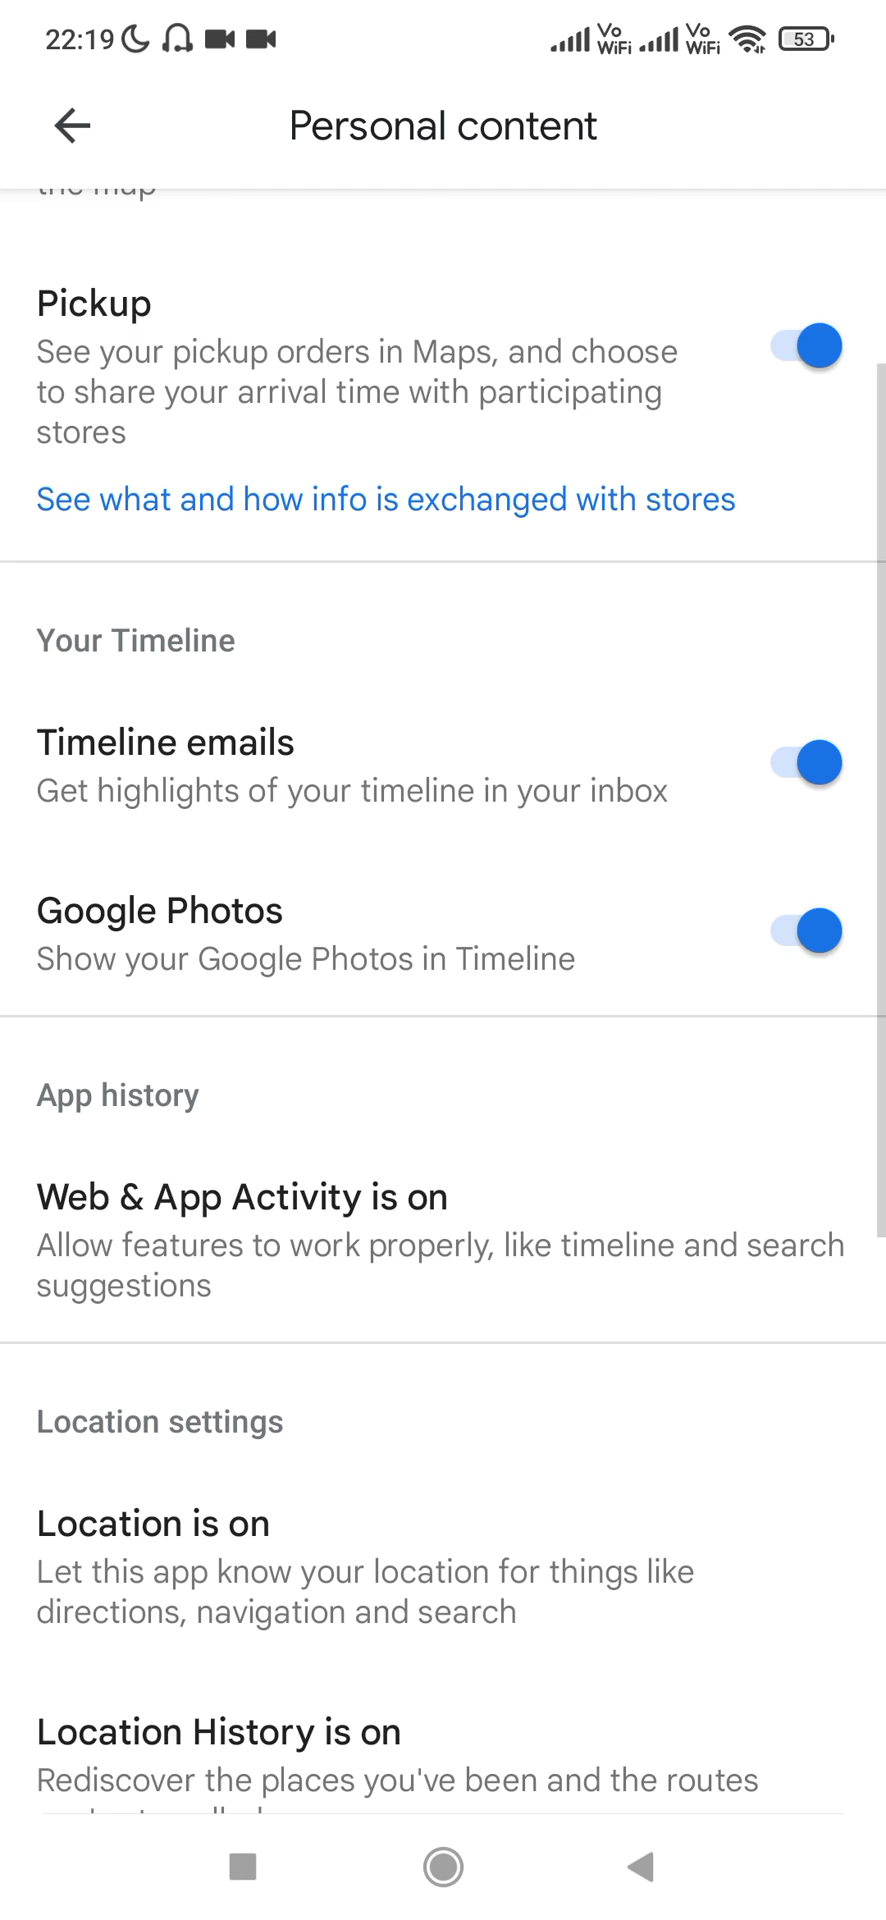 22:19 Vo WiFi Vo WiFi 53
Personal content
the map
Pickup
See your pickup orders in Maps, and choose
to share your arrival time with participating
stores
See what and how info is exchanged with stores
Your Timeline
Timeline emails
Get highlights of your timeline in your inbox
Google Photos
Show your Google Photos in Timeline
App history
Web & App Activity is on
Allow features to work properly, like timeline and search
suggestions
Location settings
Location is on
Let this app know your location for things like
directions, navigation and search
Location History is on
Rediscover the places you've been and the routes